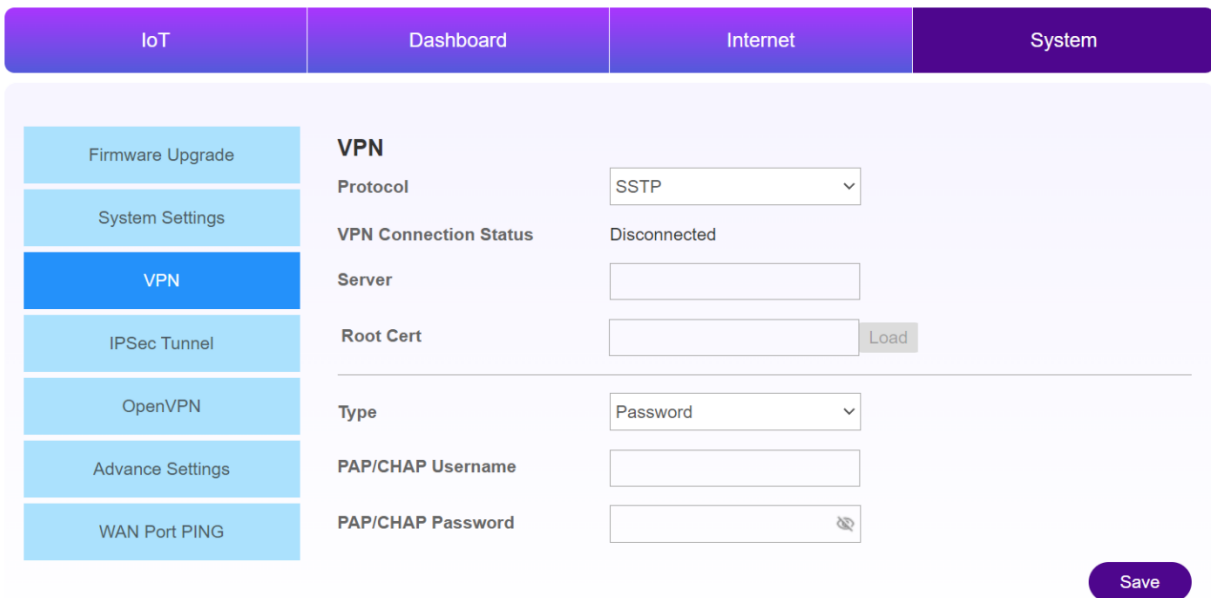 IoT Dashboard Internet System
Firmware Upgrade
System Settings
VPN
IPSec Tunnel
OpenVPN
Advance Settings
WAN Port PING
VPN
Protocol SSTP
VPN Connection Status Disconnected
Server
Root Cert Load
Type Password
PAP/CHAP Username
PAP/CHAP Password
Save